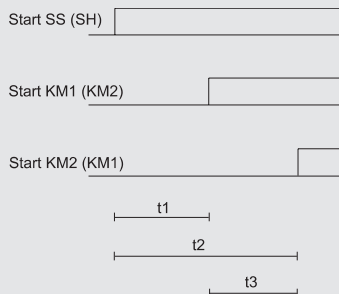 Start SS (SH)
Start KM1 (KM2)
Start KM2 (KM1)
t1
t2
t3